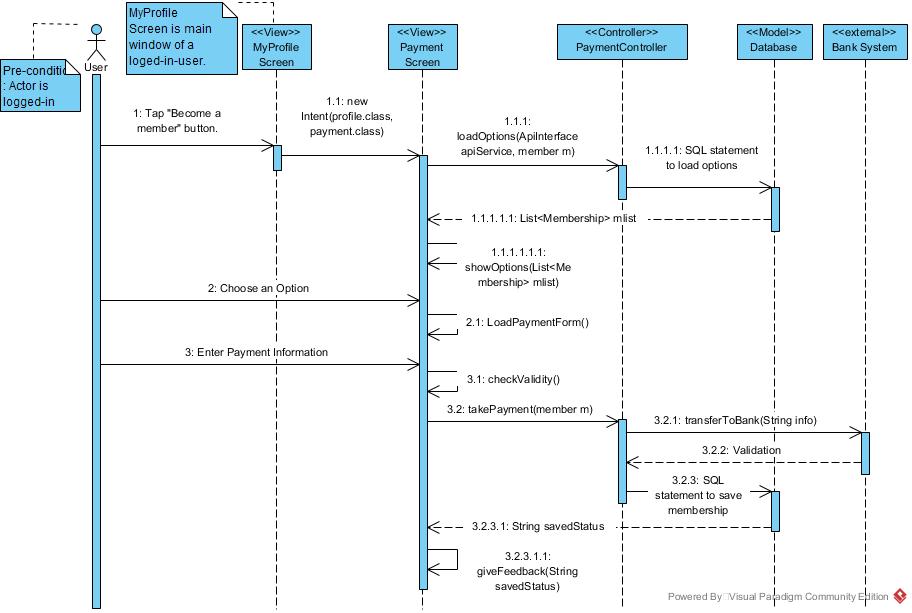 MyProfile
Screen is main
window of a
loged-in-user.
Pre-conditic
: Actor is
logged-in
User
<<View>>
MyProfile
Screen
<<View>>
Payment
Screen
<<Controller>>
PaymentController
<<Model>>
Database
<<external>>
Bank System
1: Tap "Become a
member" button.
1.1: new
Intent(profile.class,
payment.class)
1.1.1:
loadOptions(ApiInterface
apiService, member m)
1.1.1.1: SQL statement
to load options
1.1.1.1.1: List<Membership> mlist
1.1.1.1.1.1:
showOptions(List<Me
mbership> mlist)
2: Choose an Option
2.1: LoadPaymentForm()
3: Enter Payment Information
3.1: checkValidity()
3.2: takePayment(member m)
3.2.1: transferToBank(String info)
3.2.2: Validation
3.2.3: SQL
statement to save
membership
3.2.3.1: String savedStatus
3.2.3.1.1:
giveFeedback(String
savedStatus)
Powered By Visual Paradigm Community Edition